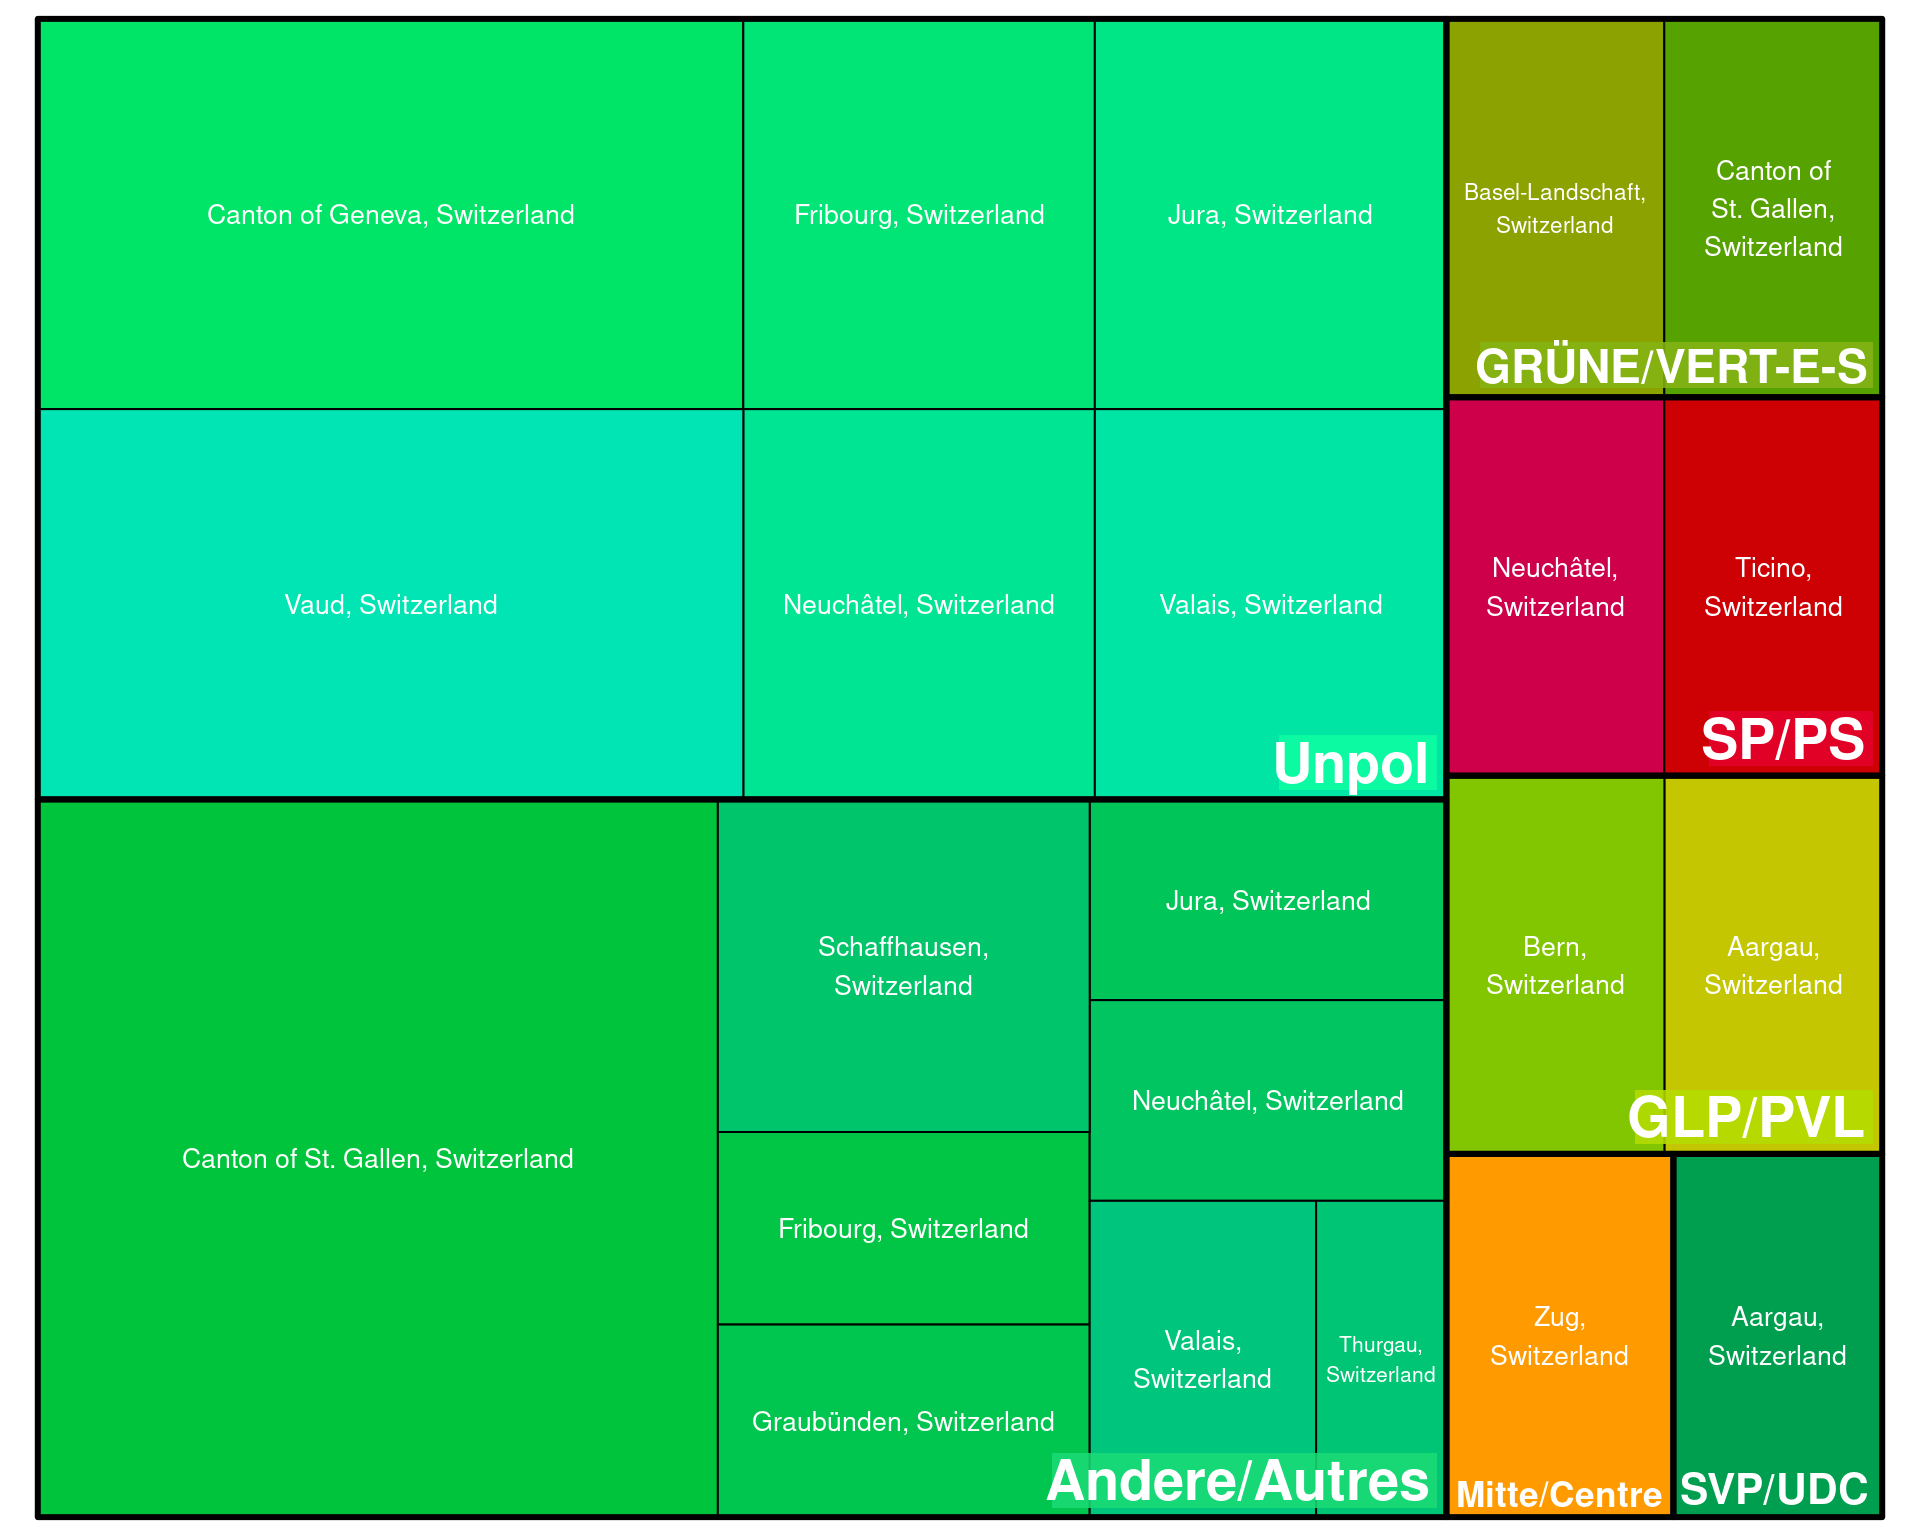 Canton of Geneva, Switzerland
Fribourg, Switzerland
Jura, Switzerland
Vaud, Switzerland
Neuchâtel, Switzerland
Valais, Switzerland
Unpol
Canton of St. Gallen, Switzerland
Schaffhausen,
Switzerland
Fribourg, Switzerland
Graubünden, Switzerland
Jura, Switzerland
Neuchâtel, Switzerland
Valais,
Switzerland
Thurgau,
Switzerland
Andere/Autres
Basel-Landschaft,
Switzerland
Canton of
St. Gallen,
Switzerland
GRÜNE/VERT-E-S
Neuchâtel,
Switzerland
Ticino,
Switzerland
SP/PS
Bern,
Switzerland
Aargau,
Switzerland
GLP/PVL
Zug,
Switzerland
Mitte/Centre
Aargau,
Switzerland
SVP/UDC